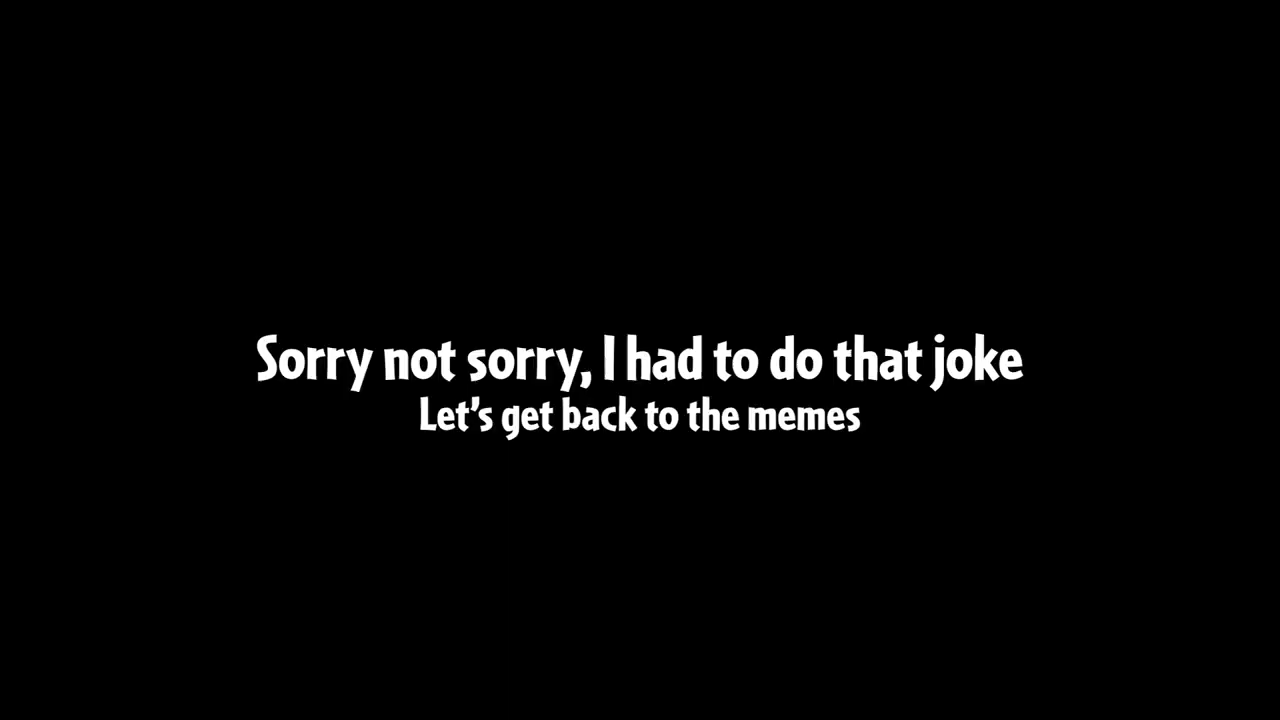 Sorry not sorry, I had to do that joke
Let's get back to the memes